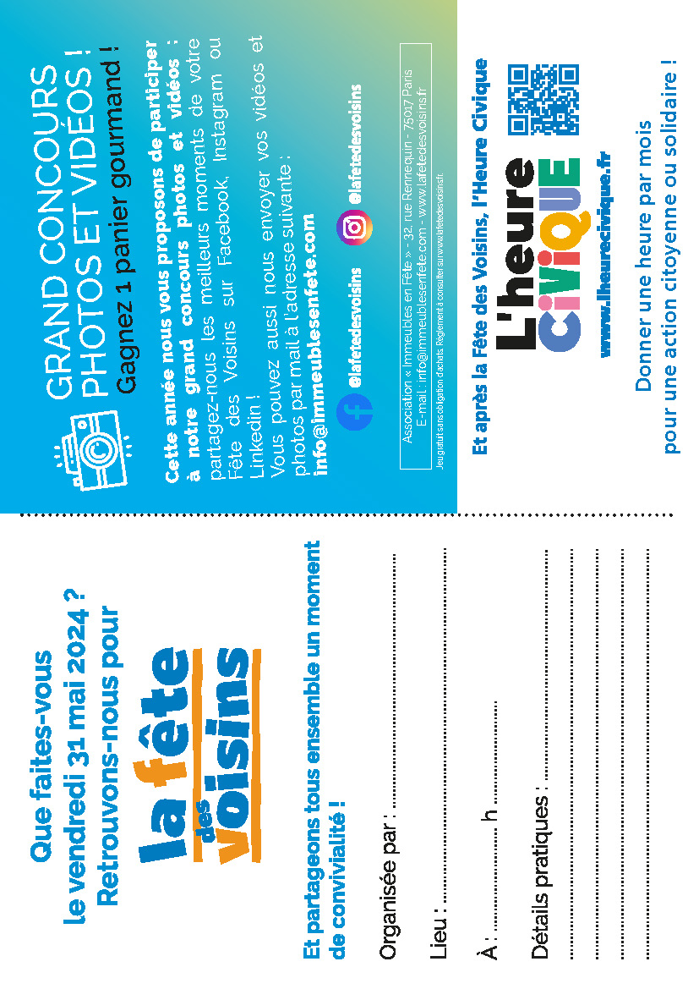 Que faites-vous
le vendredi 31 mai 2024 ?
Retrouvons-nous pour
la fête
des
voisins
Et partageons tous ensemble un moment
de convivialité !
Organisée par : ........................................................
Lieu : ........................................................................
À : ...................... h ......................
Détails pratiques : ..................................................
GRAND CONCOURS
PHOTOS ET VIDÉOS !
Gagnez 1 panier gourmand !
Cette année nous vous proposons de participer
à notre grand concours photos et vidéos :
partagez-nous les meilleurs moments de votre
Fête des Voisins sur Facebook, Instagram ou
Linkedin !
Vous pouvez aussi nous envoyer vos vidéos et
photos par mail à l'adresse suivante :
info@immeublesenfete.com
@lafetedesvoisins
@lafetedesvoisins
Association « Immeubles en Fête » - 32, rue Rennequin - 75017 Paris
E-mail : info@immeublesenfete.com - www.lafetedesvoisins.fr
Jeu gratuit sans obligation d'achats. Règlement à consulter sur www.lafetedesvoisins.fr.
Et après la Fête des Voisins, l'Heure Civique
L'heure
CiViQUE
www.lheurecivique.fr
Donner une heure par mois
pour une action citoyenne ou solidaire !